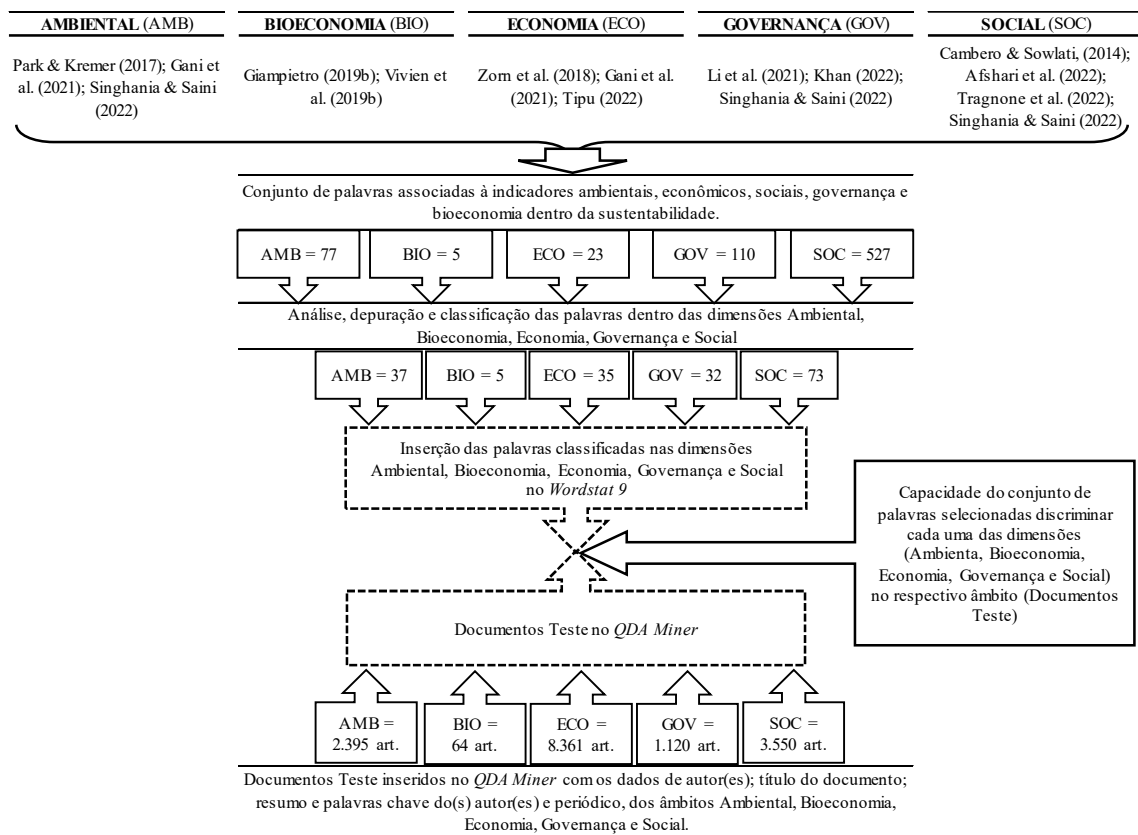 AMBIENTAL (AMB)
Park & Kremer (2017); Gani et
al. (2021); Singhania & Saini
(2022)
BIOECONOMIA (BIO)
Giampietro (2019b); Vivien et
al. (2019b)
ECONOMIA (ECO)
Zorn et al. (2018); Gani et al.
(2021); Tipu (2022)
GOVERNANÇA (GOV)
Li et al. (2021); Khan (2022);
Singhania & Saini (2022)
SOCIAL (SOC)
Cambero & Sowlati, (2014);
Afshari et al. (2022);
Tragnone et al. (2022);
Singhania & Saini (2022)
Conjunto de palavras associadas à indicadores ambientais, econômicos, sociais, governança e
bioeconomia dentro da sustentabilidade.
AMB = 77
BIO = 5
ECO = 23
GOV = 110
SOC = 527
Análise, depuração e classificação das palavras dentro das dimensões Ambiental,
Bioeconomia, Economia, Governança e Social
AMB = 37
BIO = 5
ECO = 35
GOV = 32
SOC = 73
Inserção das palavras classificadas nas dimensões
Ambiental, Bioeconomia, Economia, Governança e Social
no Wordstat 9
Capacidade do conjunto de
palavras selecionadas discriminar
cada uma das dimensões
(Ambienta, Bioeconomia,
Economia, Governança e Social)
no respectivo âmbito (Documentos
Teste)
Documentos Teste no QDA Miner
AMB =
2.395 art.
BIO =
64 art.
ECO =
8.361 art.
GOV =
1.120 art.
SOC =
3.550 art.
Documentos Teste inseridos no QDA Miner com os dados de autor(es); título do documento;
resumo e palavras chave do(s) autor(es) e periódico, dos âmbitos Ambiental, Bioeconomia,
Economia, Governança e Social.